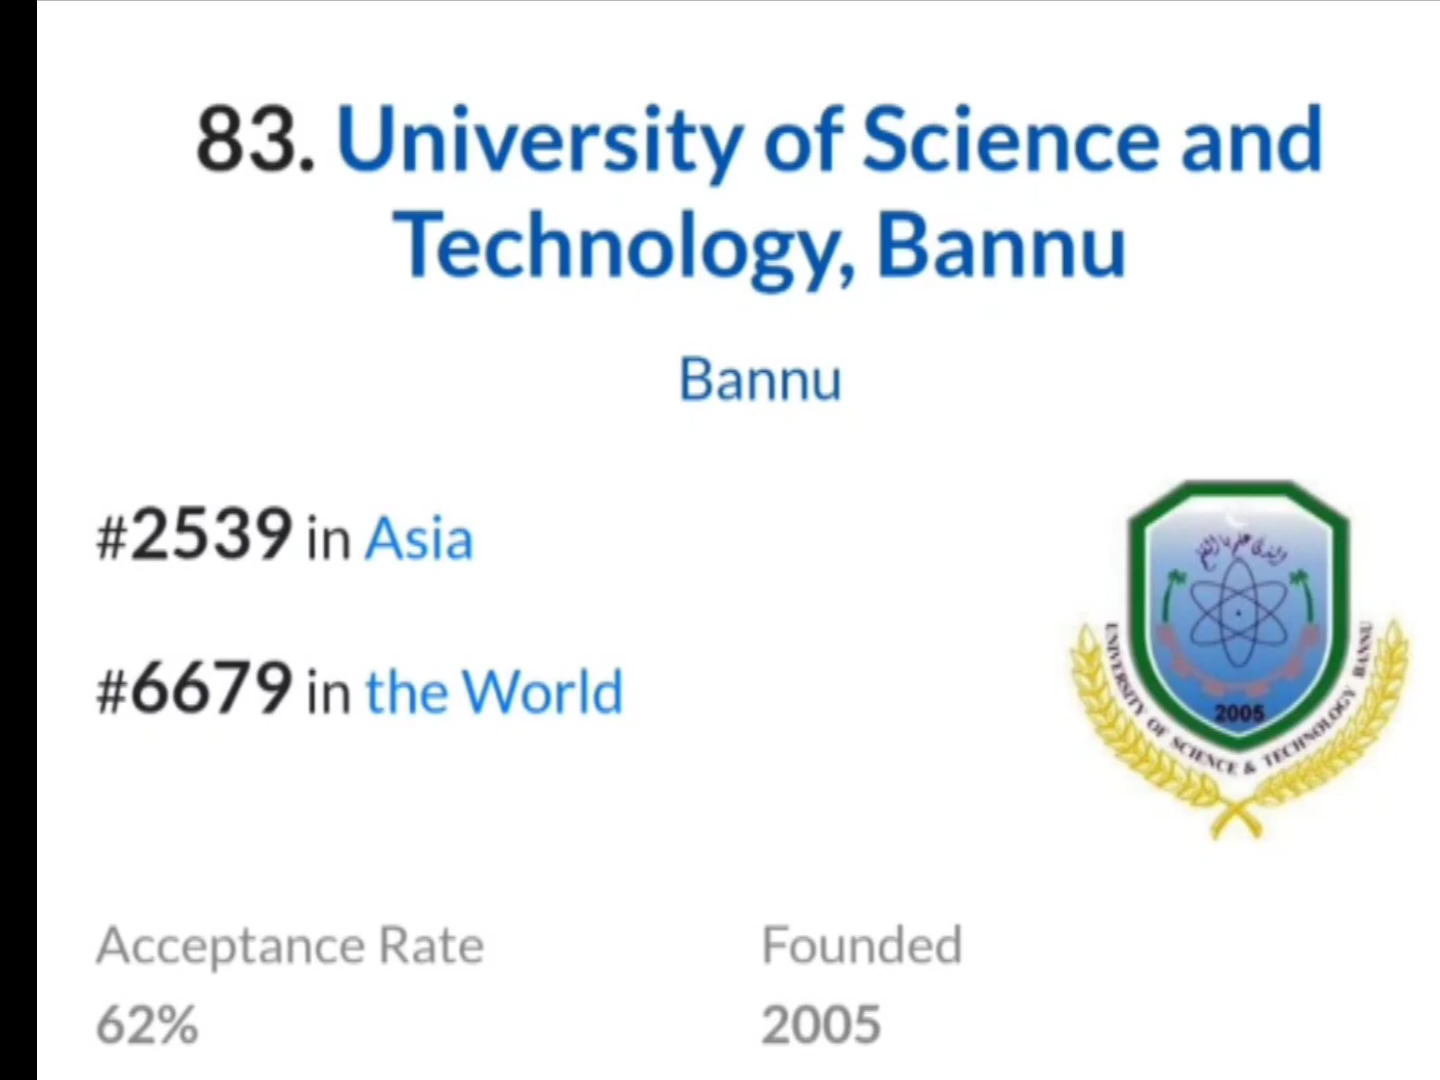 83. University of Science and
Technology, Bannu
Bannu
#2539 in Asia
#6679 in the World
UNIVERSITY OF SCIENCE & TECHNOLOGY BANNU
2005
Acceptance Rate
62%
Founded
2005